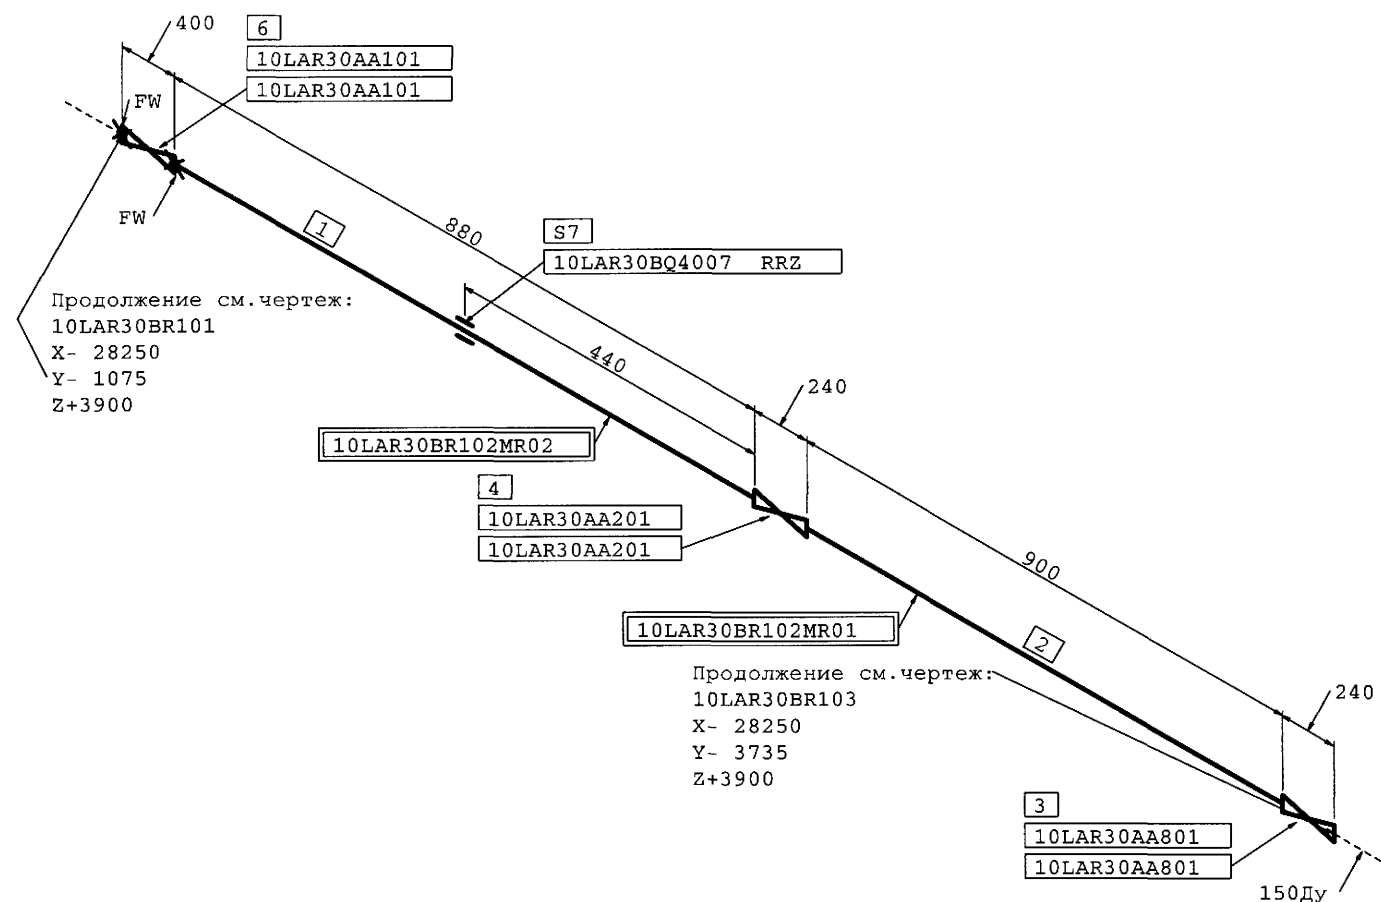 400
6
10LAR30AA101
10LAR30AA101
FW
FW
1
880
S7
10LAR30BQ4007 RRZ
Продолжение см.чертеж:
10LAR30BR101
X- 28250
Y- 1075
Z+3900
440
240
10LAR30BR102MR02
4
10LAR30AA201
10LAR30AA201
900
10LAR30BR102MR01
2
Продолжение см.чертеж:
10LAR30BR103
X- 28250
Y- 3735
Z+3900
240
3
10LAR30AA801
10LAR30AA801
150Ду